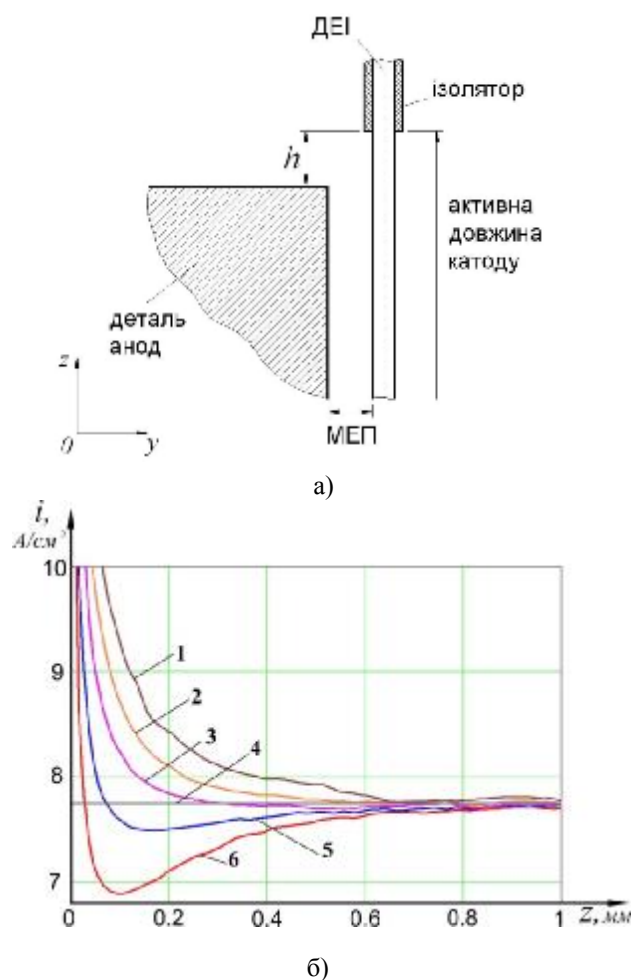 ДЕІ
ізолятор
h
активна
довжина
катоду
деталь
анод
z
0
y
МЕП
а)
i,
А/см²
10
9
8
7
1
2
3
4
5
6
0
0.2
0.4
0.6
0.8
1
z, мм
б)